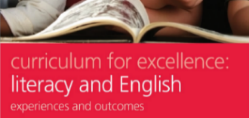 curriculum for excellence:
literacy and English
experiences and outcomes